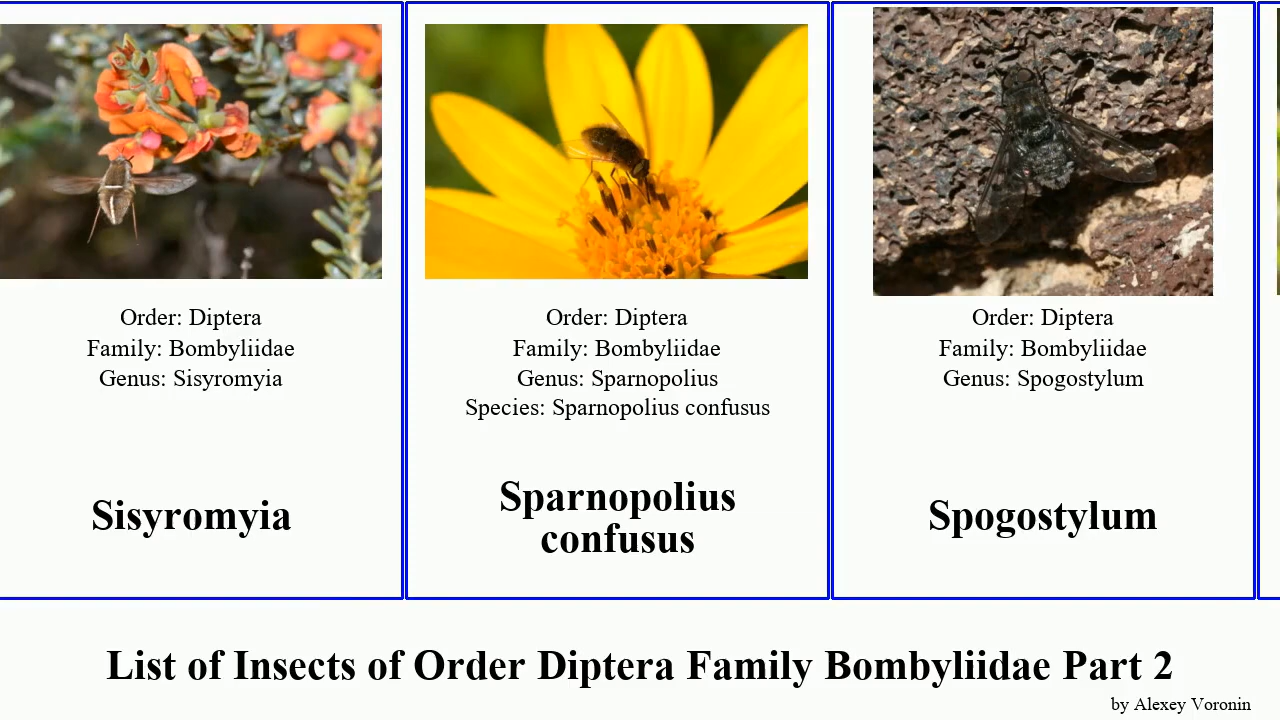 Order: Diptera
Family: Bombyliidae
Genus: Sisyromyia
Sisyromyia
Order: Diptera
Family: Bombyliidae
Genus: Sparnopolius
Species: Sparnopolius confusus
Sparnopolius
confusus
Order: Diptera
Family: Bombyliidae
Genus: Spogostylum
Spogostylum
List of Insects of Order Diptera Family Bombyliidae Part 2
by Alexey Voronin